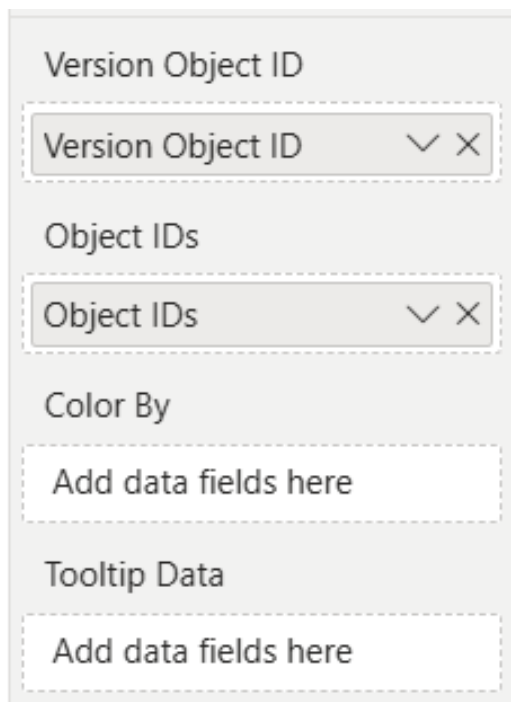 Version Object ID
Version Object ID
Object IDs
Object IDs
Color By
Add data fields here
Tooltip Data
Add data fields here